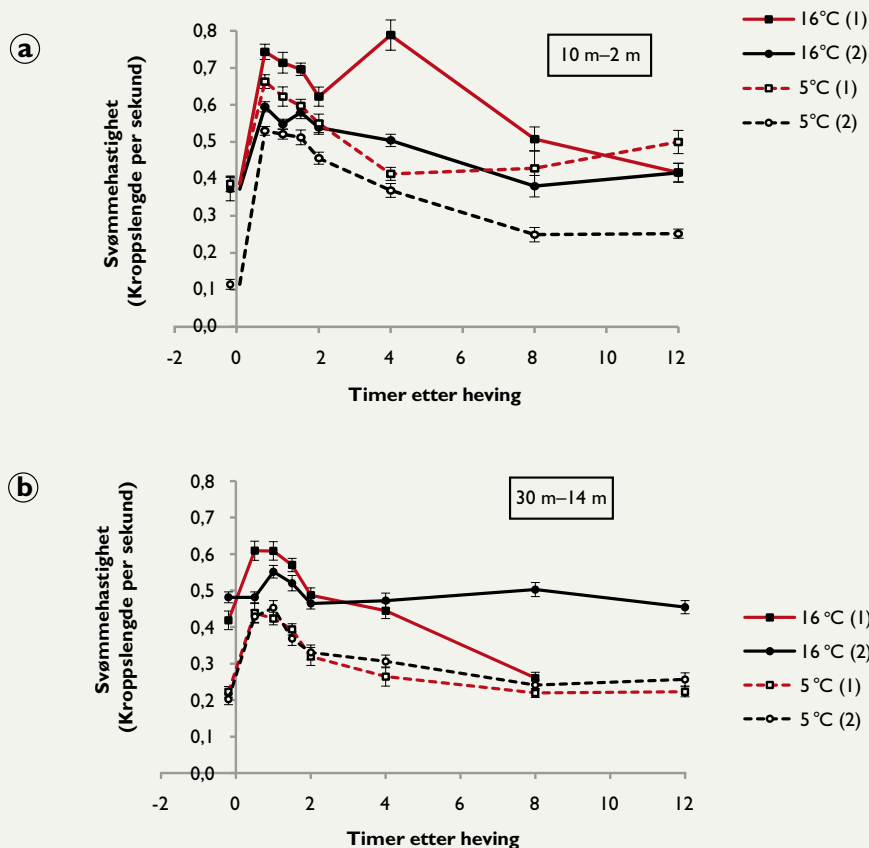 a
0,8
0,7
0,6
0,5
0,4
0,3
0,2
0,1
0,0
-2
0
2
4
6
8
10
12
Svømmehastighet
(Kroppslengde per sekund)
Timer etter heving
10 m–2 m
16°C (1)
16°C (2)
5°C (1)
5°C (2)
b
0,8
0,7
0,6
0,5
0,4
0,3
0,2
0,1
0,0
-2
0
2
4
6
8
10
12
Svømmehastighet
(Kroppslengde per sekund)
Timer etter heving
30 m–14 m
16 °C (1)
16 °C (2)
5 °C (1)
5 °C (2)